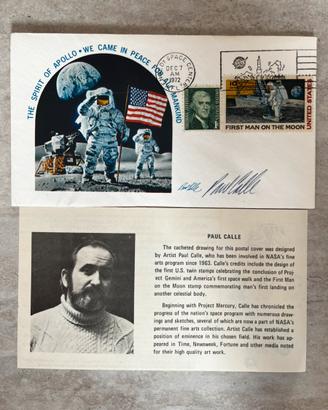 THE SPIRIT OF APOLLO • WE CAME IN PEACE FOR ALL MANKIND
SPACE CENTER
DEC 7
AM
1972
10¢
UNITED STATES
FIRST MAN ON THE MOON
Paul Calle
Paul Calle
PAUL CALLE
The cacheted drawing for this postal cover was designed
by Artist Paul Calle, who has been involved in NASA's fine
arts program since 1963. Calle's credits include the design of
the first U.S. twin stamps celebrating the conclusion of Proj
ect Gemini and America's first space walk and the First Man
on the Moon stamp commemorating man's first landing on
another celestial body.
Beginning with Project Mercury, Calle has chronicled the
progress of the nation's space program with numerous draw-
ings and sketches, several of which are now a part of NASA's
permanent fine arts collection. Artist Calle has established a
position of eminence in his chosen field. His work has ap-
peared in Time, Newsweek, Fortune and other media noted
for their high quality art work.